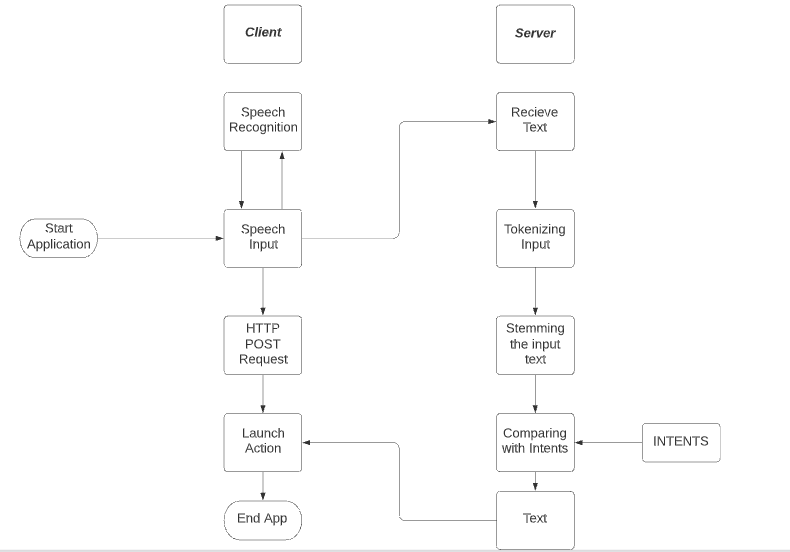 Client
Server
Speech
Recognition
Recieve
Text
Start
Application
Speech
Input
Tokenizing
Input
HTTP
POST
Request
Stemming
the input
text
Launch
Action
Comparing
with Intents
INTENTS
End App
Text